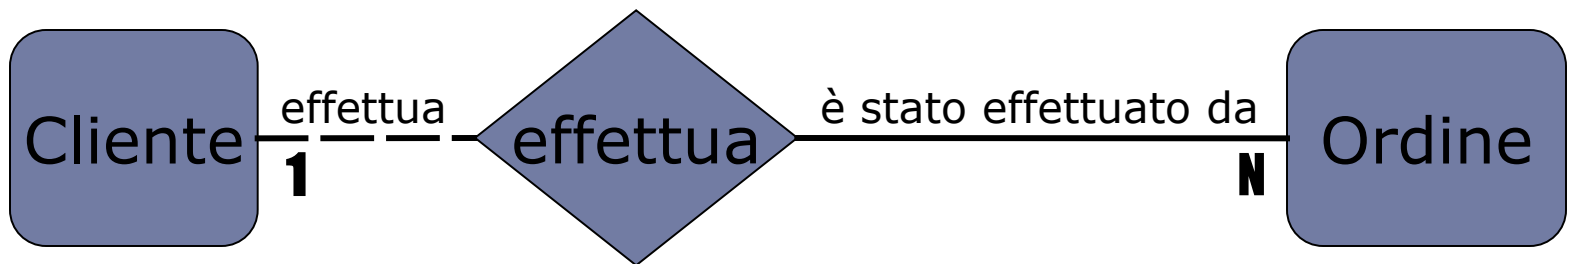 Cliente
effettua
1
effettua
è stato effettuato da
N
Ordine